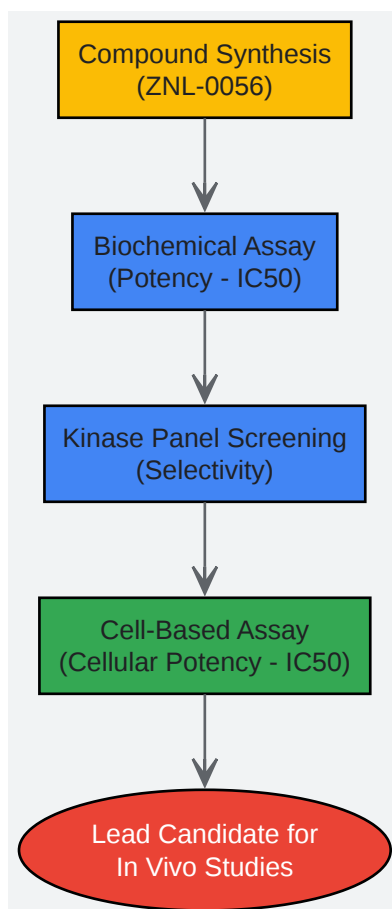 Compound Synthesis
(ZNL-0056)
Biochemical Assay
(Potency - IC50)
Kinase Panel Screening
(Selectivity)
Cell-Based Assay
(Cellular Potency - IC50)
Lead Candidate for
In Vivo Studies